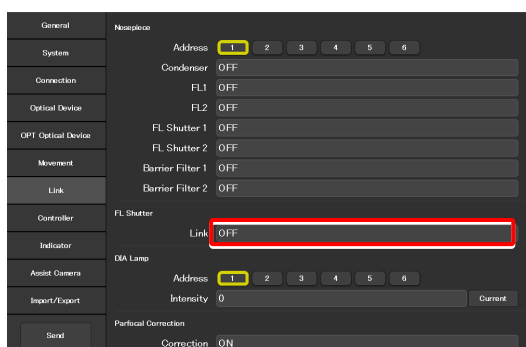 General
System
Connection
Optical Device
OPT Optical Device
Movement
Link
Controller
Indicator
Assist Camera
Import/Export
Send
Nosepiece
Address 1 2 3 4 5 6
Condenser OFF
FL1 OFF
FL2 OFF
FL Shutter 1 OFF
FL Shutter 2 OFF
Barrier Filter 1 OFF
Barrier Filter 2 OFF
FL Shutter
Link OFF
DIA Lamp
Address 1 2 3 4 5 6
Intensity 0 Current
Parfocal Correction
Correction ON